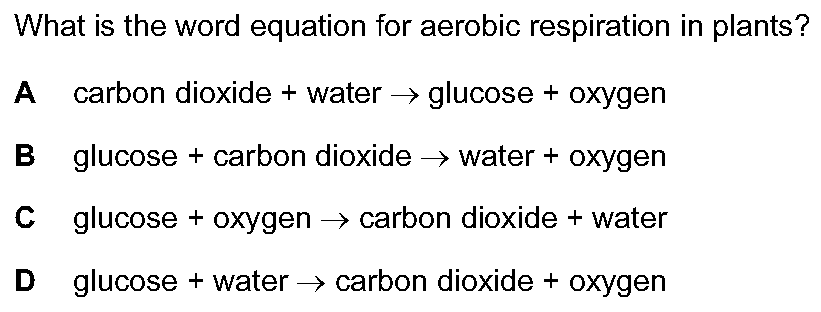 What is the word equation for aerobic respiration in plants?
A carbon dioxide + water → glucose + oxygen
B glucose + carbon dioxide → water + oxygen
C glucose + oxygen → carbon dioxide + water
D glucose + water → carbon dioxide + oxygen